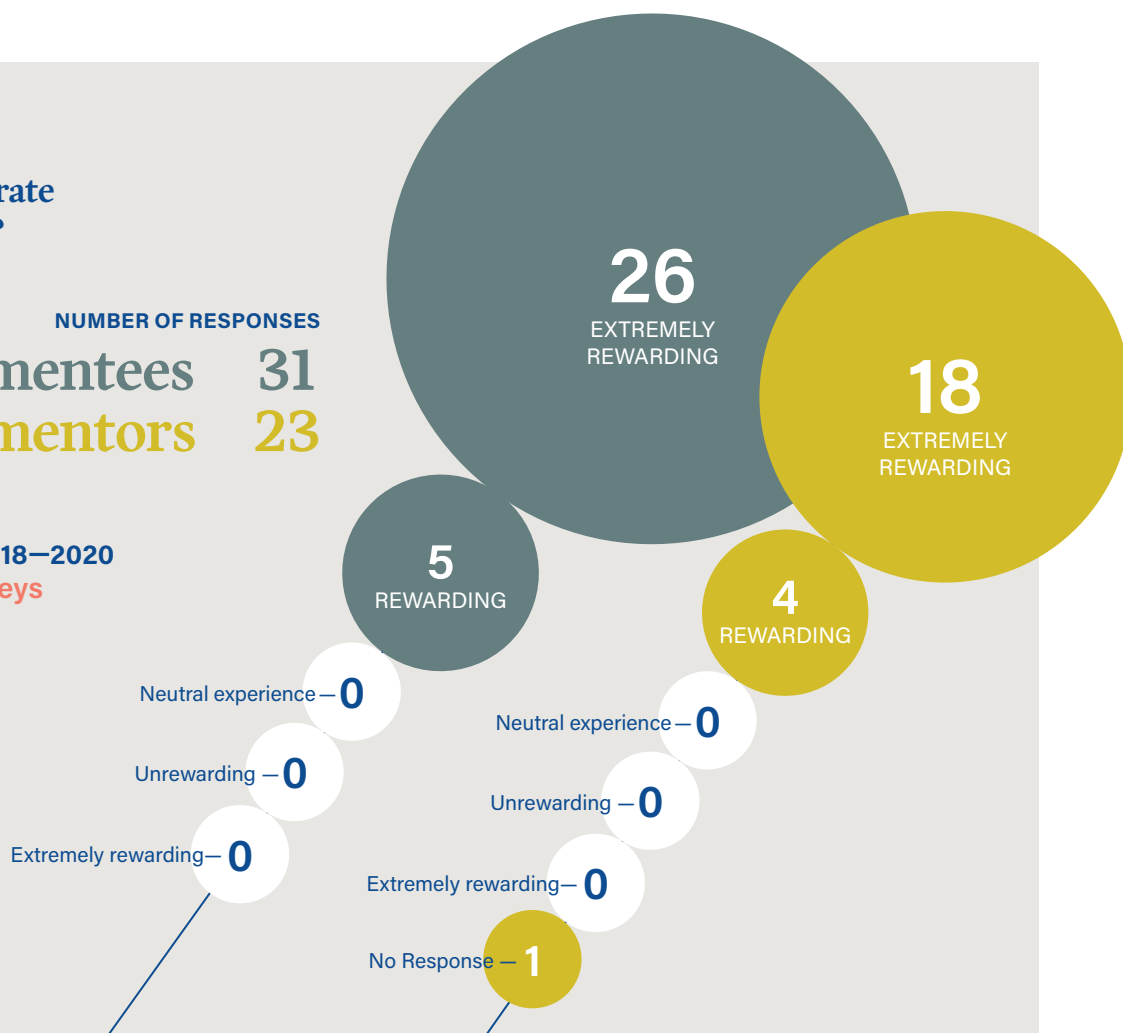 NUMBER OF RESPONSES
mentees 31
mentors 23
26
EXTREMELY
REWARDING
18
EXTREMELY
REWARDING
5
REWARDING
4
REWARDING
Neutral experience — 0
Unrewarding — 0
Extremely rewarding — 0
Neutral experience — 0
Unrewarding — 0
Extremely rewarding — 0
No Response — 1
18—2020